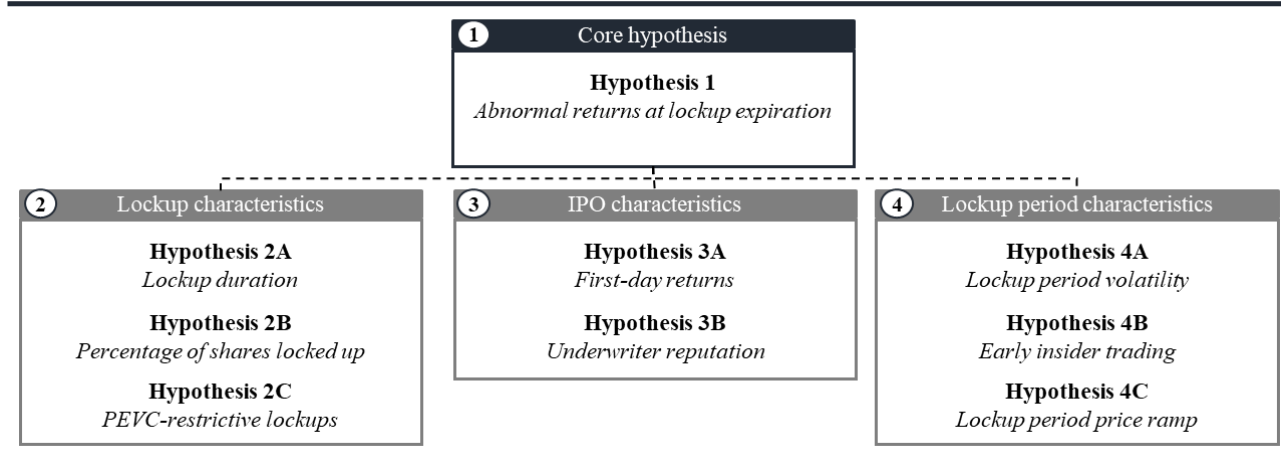 1 Core hypothesis
Hypothesis 1
Abnormal returns at lockup expiration
2 Lockup characteristics
Hypothesis 2A
Lockup duration
Hypothesis 2B
Percentage of shares locked up
Hypothesis 2C
PEVC-restrictive lockups
3 IPO characteristics
Hypothesis 3A
First-day returns
Hypothesis 3B
Underwriter reputation
4 Lockup period characteristics
Hypothesis 4A
Lockup period volatility
Hypothesis 4B
Early insider trading
Hypothesis 4C
Lockup period price ramp